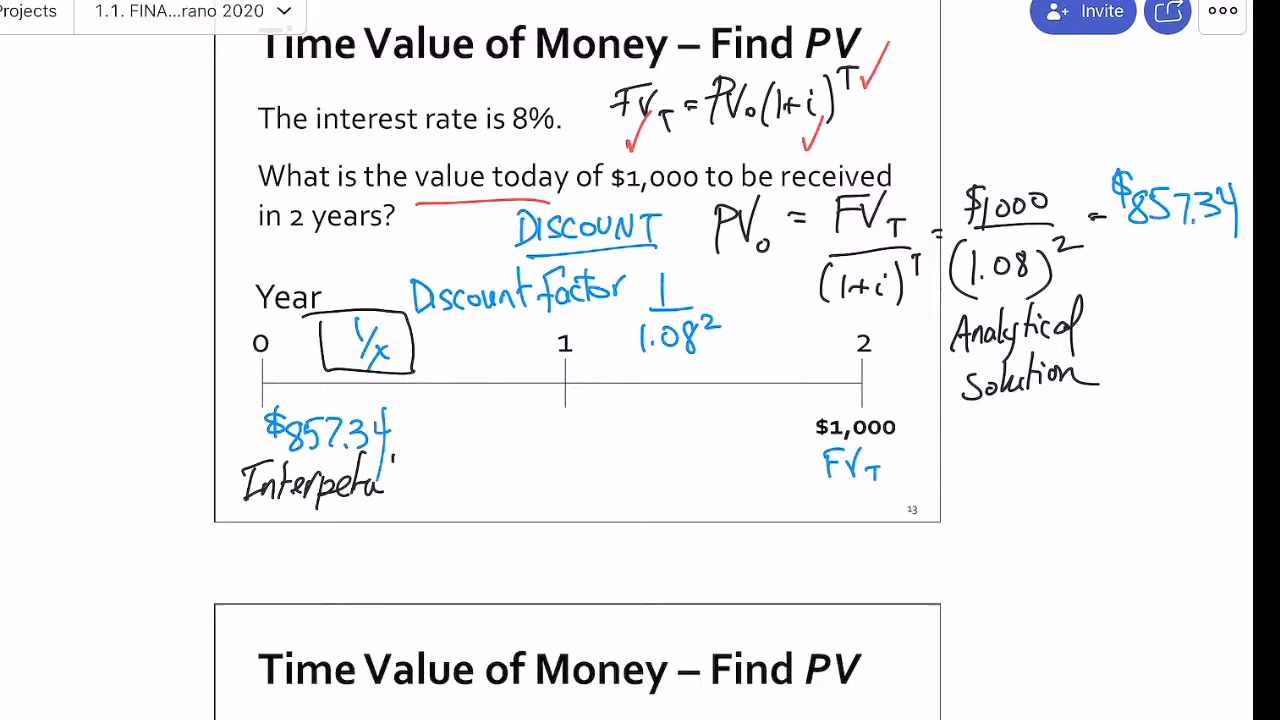 Projects
1.1. FINA...rano 2020
Invite
Time Value of Money – Find PV
FV_T = PV_0 (1+i)^T
The interest rate is 8%.
What is the value today of $1,000 to be received
in 2 years?
DISCOUNT
PV_0 = FV_T / (1+i)^T = $1000 / (1.08)^2 = $857.34
Year
Discount Factor 1 / 1.08^2
Analytical
Solution
1/x
0 1 2
$857.34
$1,000
FV_T
Interpeta
13
Time Value of Money – Find PV